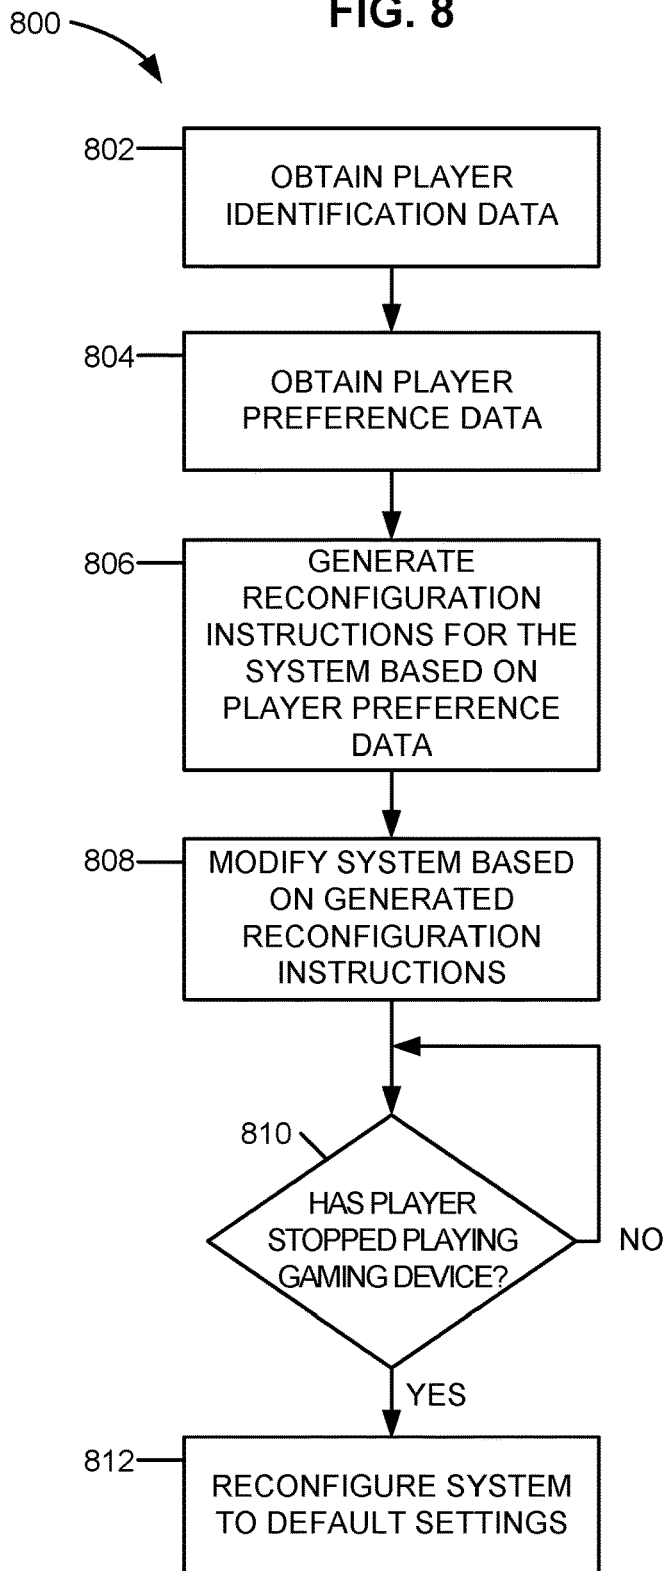 FIG. 8
800
802
OBTAIN PLAYER
IDENTIFICATION DATA
804
OBTAIN PLAYER
PREFERENCE DATA
806
GENERATE
RECONFIGURATION
INSTRUCTIONS FOR THE
SYSTEM BASED ON
PLAYER PREFERENCE
DATA
808
MODIFY SYSTEM BASED
ON GENERATED
RECONFIGURATION
INSTRUCTIONS
810
HAS PLAYER
STOPPED PLAYING
GAMING DEVICE?
NO
YES
812
RECONFIGURE SYSTEM
TO DEFAULT SETTINGS